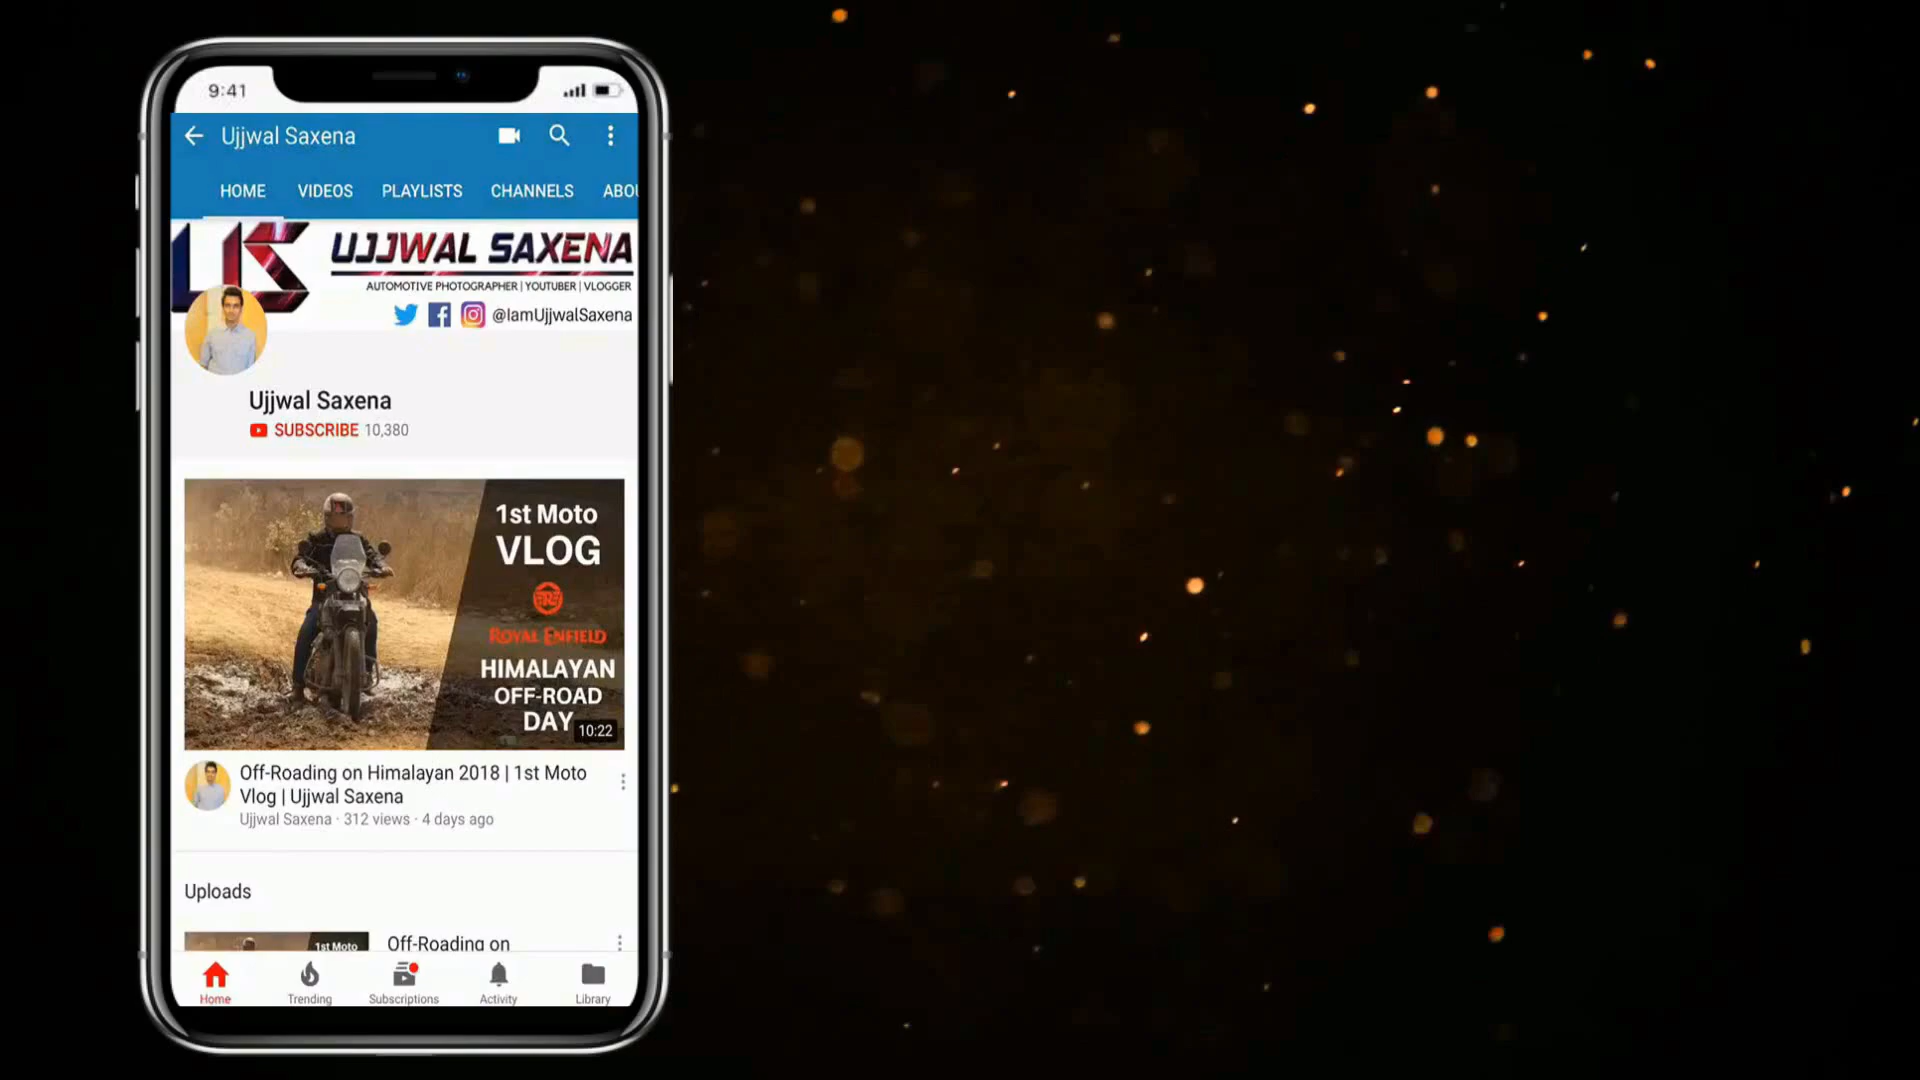 9:41
Ujjwal Saxena
HOME VIDEOS PLAYLISTS CHANNELS ABOU
US
UJJWAL SAXENA
AUTOMOTIVE PHOTOGRAPHER | YOUTUBER | VLOGGER
@IamUjjwalSaxena
Ujjwal Saxena
SUBSCRIBE 10,380
1st Moto
VLOG
ROYAL ENFIELD
HIMALAYAN
OFF-ROAD
DAY
10:22
Off-Roading on Himalayan 2018 | 1st Moto
Vlog | Ujjwal Saxena
Ujjwal Saxena · 312 views · 4 days ago
Uploads
1st Moto
Off-Roading on
Home Trending Subscriptions Activity Library